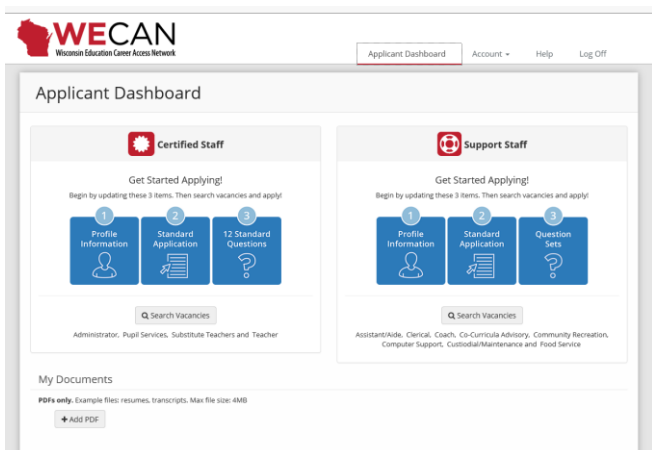 WECAN
Wisconsin Education Career Access Network
Applicant Dashboard
Account
Help
Log Off
Applicant Dashboard
Certified Staff
Get Started Applying!
Begin by updating these 3 items. Then search vacancies and apply!
1
Profile
Information
2
Standard
Application
3
12 Standard
Questions
Search Vacancies
Administrator, Pupil Services, Substitute Teachers and Teacher
Support Staff
Get Started Applying!
Begin by updating these 3 items. Then search vacancies and apply!
1
Profile
Information
2
Standard
Application
3
Question
Sets
Search Vacancies
Assistant/Aide, Clerical, Coach, Co-Curricula Advisory, Community Recreation,
Computer Support, Custiodial/Maintenance and Food Service
My Documents
PDFs only. Example files: resumes, transcripts. Max file size: 4MB
+ Add PDF